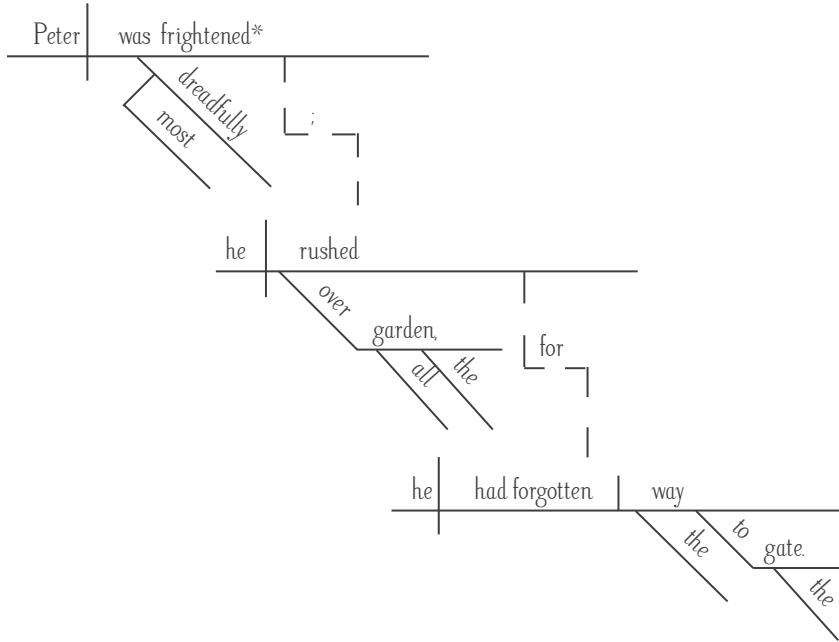 Peter was frightened*
dreadfully
most
;
he rushed
over
garden,
all
the
for
he had forgotten way
the
to
gate.
the